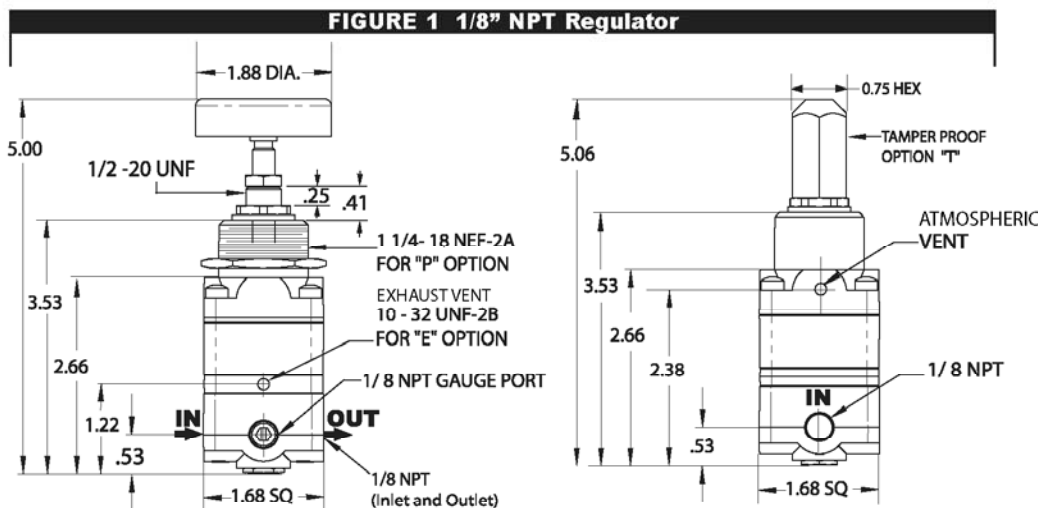 FIGURE 1 1/8" NPT Regulator
1.88 DIA.
5.00
1/2 -20 UNF
.25
.41
1 1/4- 18 NEF-2A
FOR "P" OPTION
3.53
EXHAUST VENT
10 - 32 UNF-2B
FOR "E" OPTION
2.66
1/ 8 NPT GAUGE PORT
1.22
IN
OUT
.53
1/8 NPT
(Inlet and Outlet)
1.68 SQ
0.75 HEX
5.06
TAMPER PROOF
OPTION "T"
ATMOSPHERIC
VENT
3.53
2.66
2.38
1/ 8 NPT
IN
.53
1.68 SQ